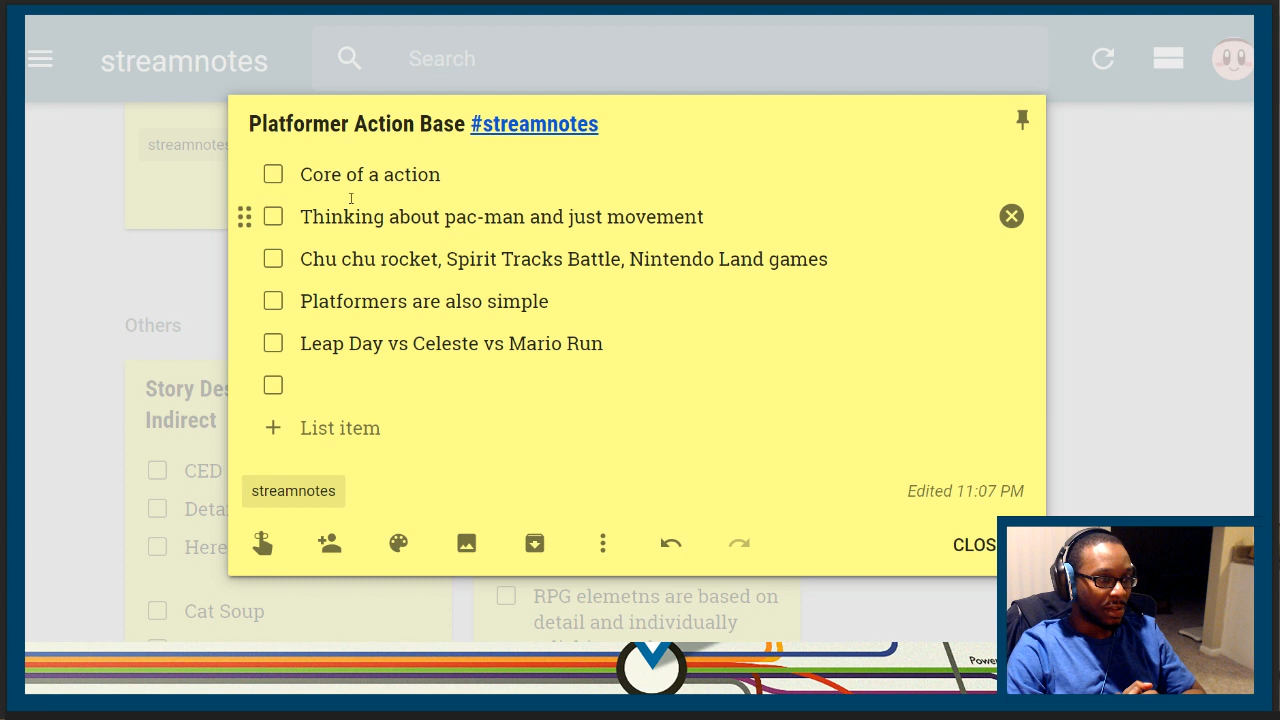 streamnotes
Search
Platformer Action Base #streamnotes
streamnotes
Core of a action
Thinking about pac-man and just movement
Chu chu rocket, Spirit Tracks Battle, Nintendo Land games
Platformers are also simple
Others
Leap Day vs Celeste vs Mario Run
Story Des
Indirect
List item
CED
streamnotes
Edited 11:07 PM
Deta
Here
CLOS
RPG elemetns are based on
Cat Soup
detail and individually
Powe